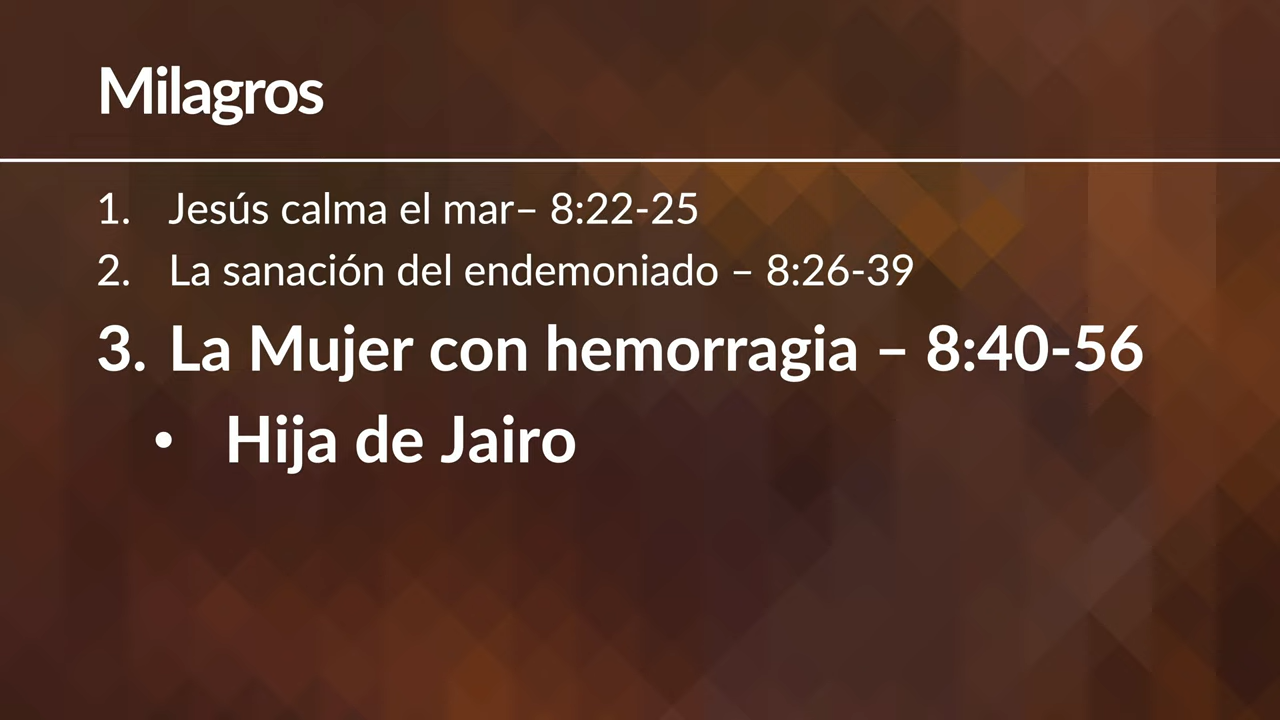 Milagros
1. Jesús calma el mar– 8:22-25
2. La sanación del endemoniado – 8:26-39
3. La Mujer con hemorragia – 8:40-56
• Hija de Jairo